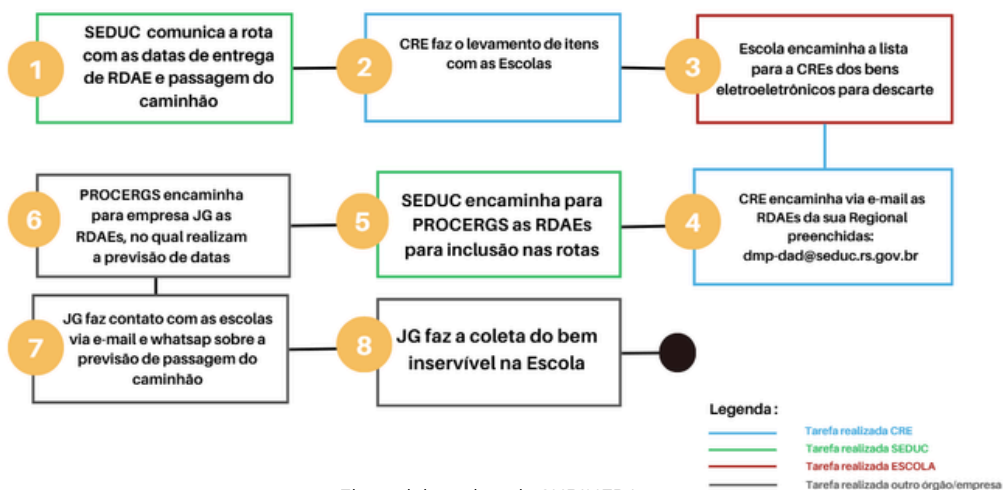 1
SEDUC comunica a rota
com as datas de entrega
de RDAE e passagem do
caminhão
2
CRE faz o levamento de itens
com as Escolas
3
Escola encaminha a lista
para a CREs dos bens
eletroeletrônicos para descarte
6
PROCERGS encaminha
para empresa JG as
RDAEs, no qual realizam
a previsão de datas
5
SEDUC encaminha para
PROCERGS as RDAEs
para inclusão nas rotas
4
CRE encaminha via e-mail as
RDAEs da sua Regional
preenchidas:
dmp-dad@seduc.rs.gov.br
7
JG faz contato com as escolas
via e-mail e whatsap sobre a
previsão de passagem do
caminhão
8
JG faz a coleta do bem
inservível na Escola
Legenda :
Tarefa realizada CRE
Tarefa realizada SEDUC
Tarefa realizada ESCOLA
Tarefa realizada outro órgão/empresa